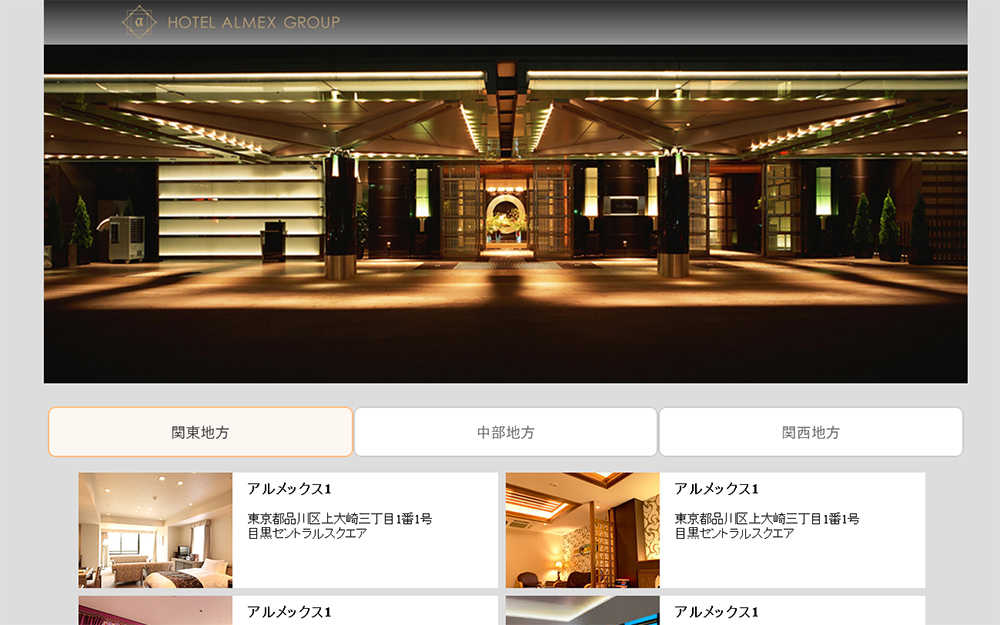 α HOTEL ALMEX GROUP
関東地方
中部地方
関西地方
アルメックス1
東京都品川区上大崎三丁目1番1号
目黒セントラルスクエア
アルメックス1
東京都品川区上大崎三丁目1番1号
目黒セントラルスクエア
アルメックス1
アルメックス1